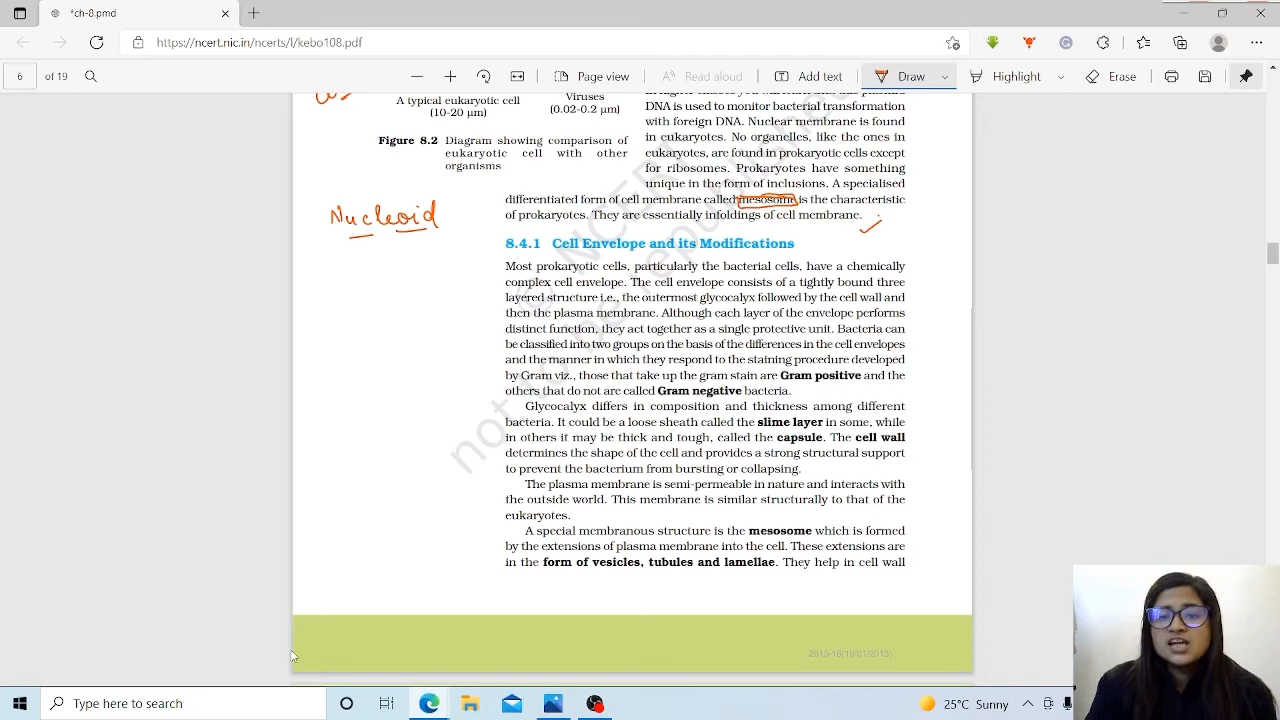 *ch-8.pmd
https://ncert.nic.in/ncerts/l/kebo108.pdf
6 of 19
Page view
Read aloud
Add text
Draw
Highlight
Erase
A typical eukaryotic cell
(10-20 μm)
Viruses
(0.02-0.2 μm)
Figure 8.2 Diagram showing comparison of
eukaryotic cell with other
organisms
DNA is used to monitor bacterial transformation
with foreign DNA. Nuclear membrane is found
in eukaryotes. No organelles, like the ones in
eukaryotes, are found in prokaryotic cells except
for ribosomes. Prokaryotes have something
unique in the form of inclusions. A specialised
differentiated form of cell membrane called mesosome is the characteristic
of prokaryotes. They are essentially infoldings of cell membrane.
Nucleoid
8.4.1 Cell Envelope and its Modifications
Most prokaryotic cells, particularly the bacterial cells, have a chemically
complex cell envelope. The cell envelope consists of a tightly bound three
layered structure i.e., the outermost glycocalyx followed by the cell wall and
then the plasma membrane. Although each layer of the envelope performs
distinct function, they act together as a single protective unit. Bacteria can
be classified into two groups on the basis of the differences in the cell envelopes
and the manner in which they respond to the staining procedure developed
by Gram viz., those that take up the gram stain are Gram positive and the
others that do not are called Gram negative bacteria.
Glycocalyx differs in composition and thickness among different
bacteria. It could be a loose sheath called the slime layer in some, while
in others it may be thick and tough, called the capsule. The cell wall
determines the shape of the cell and provides a strong structural support
to prevent the bacterium from bursting or collapsing.
The plasma membrane is semi-permeable in nature and interacts with
the outside world. This membrane is similar structurally to that of the
eukaryotes.
A special membranous structure is the mesosome which is formed
by the extensions of plasma membrane into the cell. These extensions are
in the form of vesicles, tubules and lamellae. They help in cell wall
© NCERT
not to be republished
2015-16(19/01/2015)
Type here to search
25°C Sunny